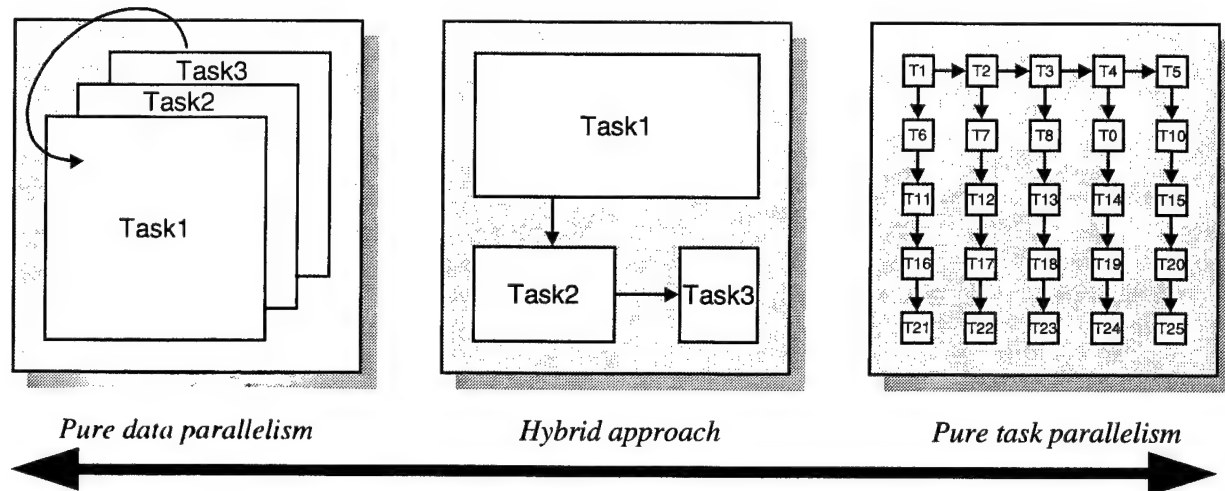 Task3
Task2
Task1
Pure data parallelism
Task1
Task2
Task3
Hybrid approach
T1 T2 T3 T4 T5
T6 T7 T8 T0 T10
T11 T12 T13 T14 T15
T16 T17 T18 T19 T20
T21 T22 T23 T24 T25
Pure task parallelism